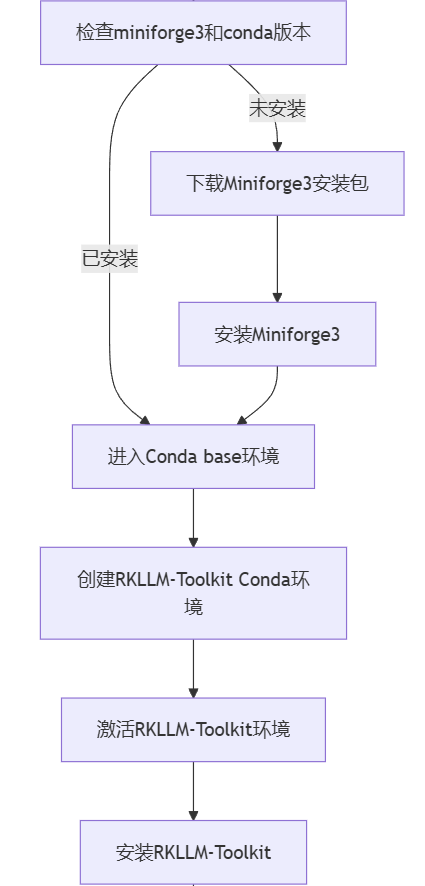 检查miniforge3和conda版本
未安装
下载Miniforge3安装包
已安装
安装Miniforge3
进入Conda base环境
创建RKLLM-Toolkit Conda环
境
激活RKLLM-Toolkit环境
安装RKLLM-Toolkit